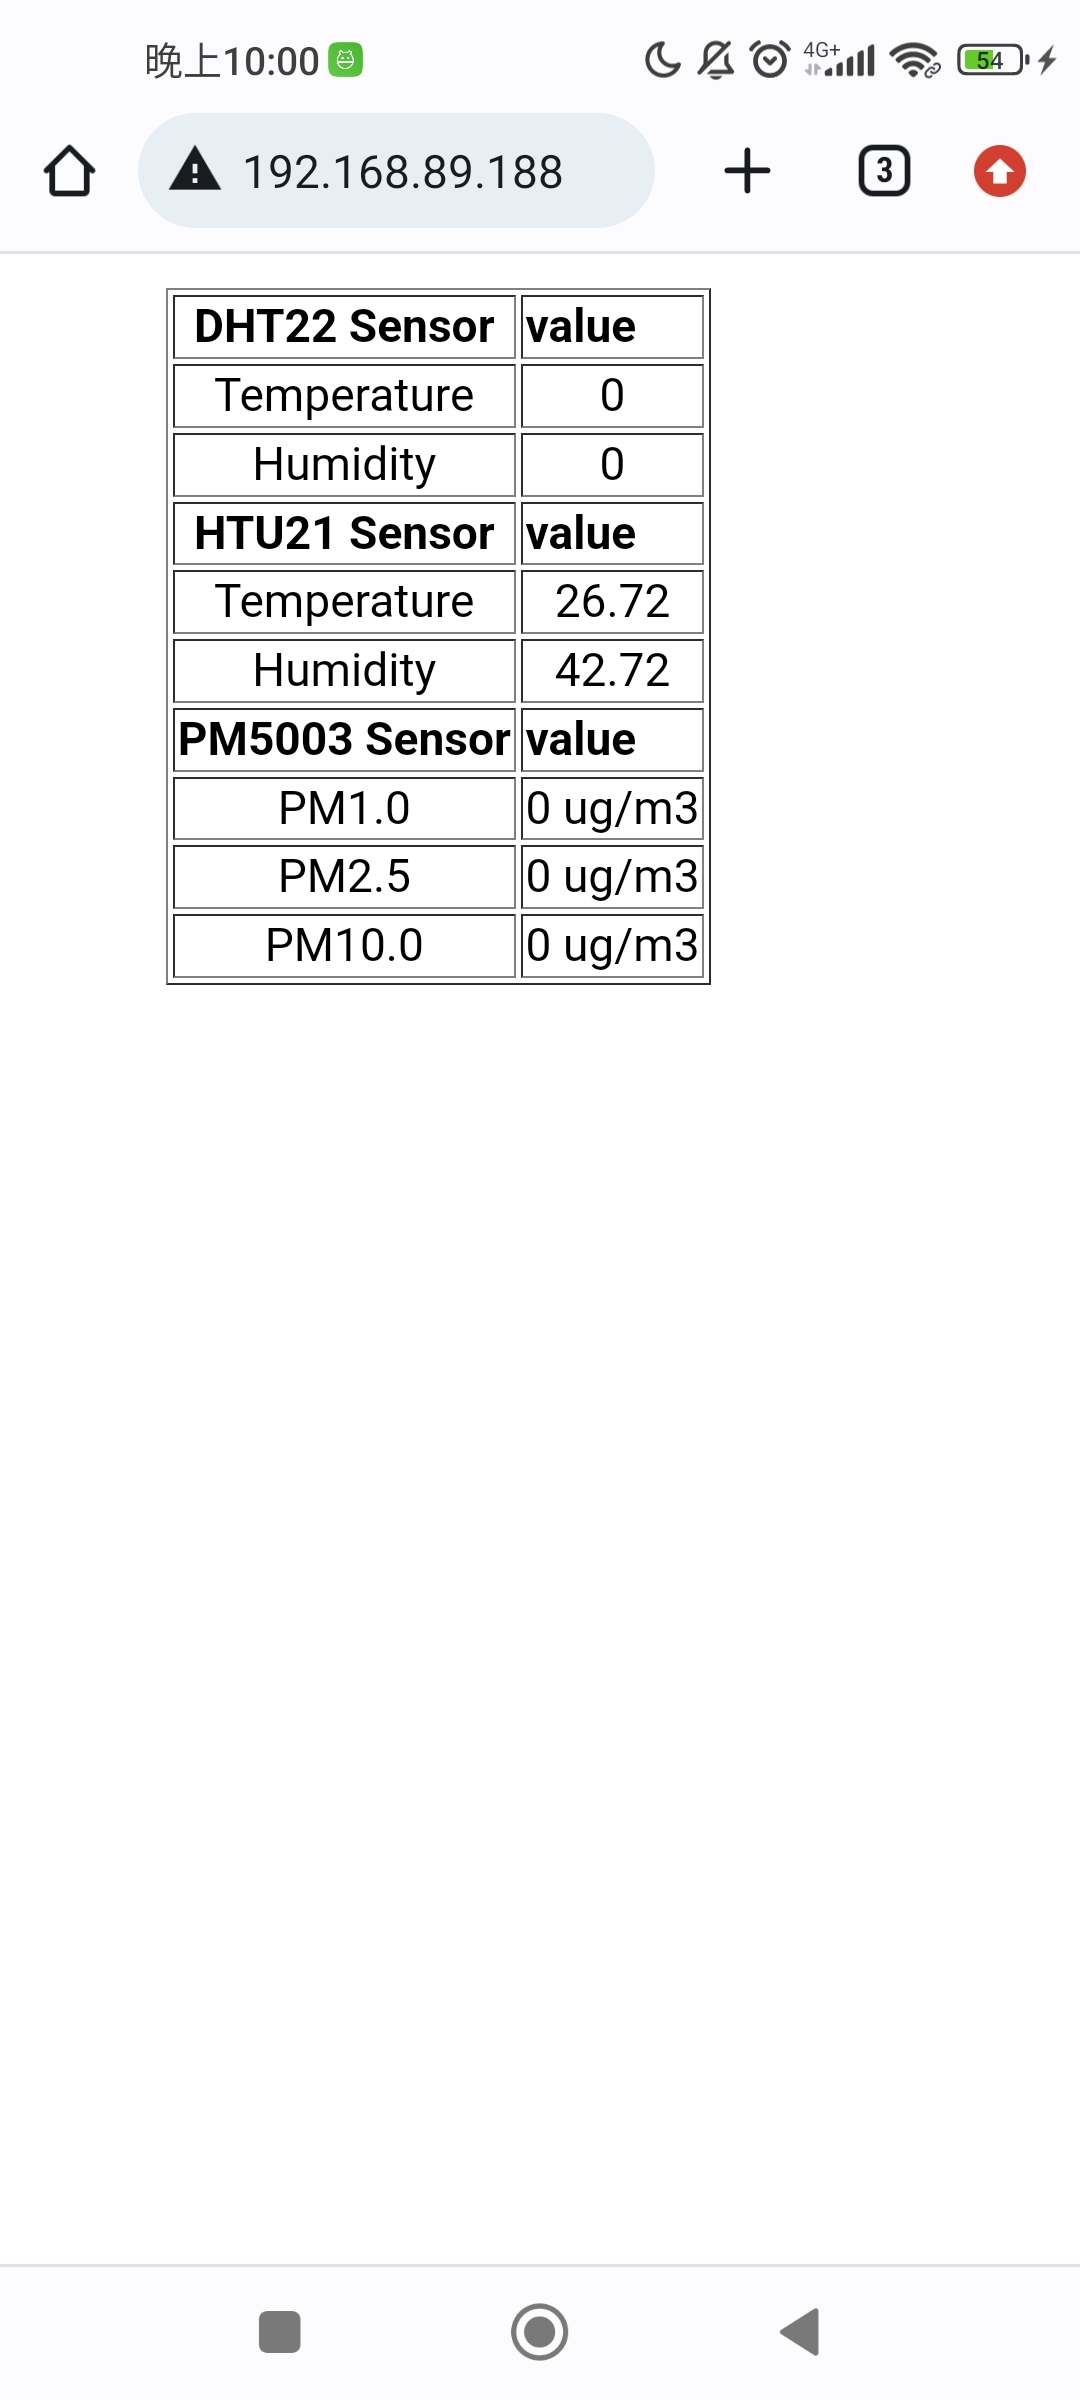 晚上10:00
4G+
54
192.168.89.188
3
DHT22 Sensor value
Temperature 0
Humidity 0
HTU21 Sensor value
Temperature 26.72
Humidity 42.72
PM5003 Sensor value
PM1.0 0 ug/m3
PM2.5 0 ug/m3
PM10.0 0 ug/m3